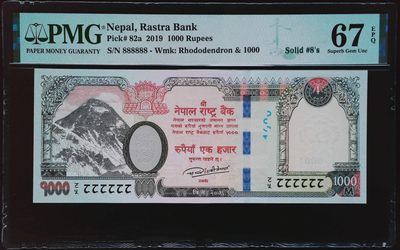 PMG
PAPER MONEY GUARANTY
Nepal, Rastra Bank
Pick# 82a 2019 1000 Rupees
S/N 888888 - Wmk: Rhododendron & 1000
Solid #8's
67 EPQ
Superb Gem Unc
श्री
नेपाल राष्ट्र बैंक
रुपैयाँ एक हजार
१०००
८८८८८८
८८८८८८
1000